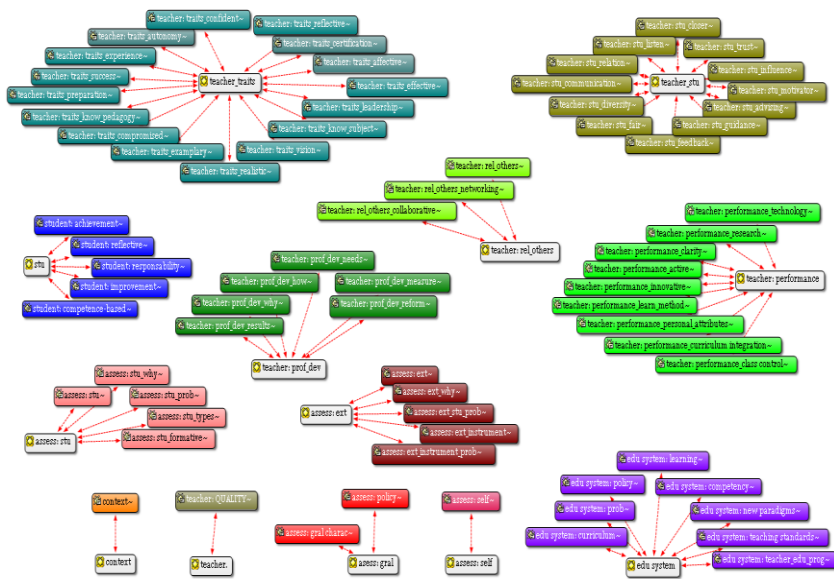 teacher: traits_confident~
teacher: traits_reflective~
teacher: traits_autonomy~
teacher: traits_certification~
teacher: traits_experience~
teacher: traits_affective~
teacher: traits_success~
teacher_traits
teacher: traits_effective~
teacher: traits_preparation~
teacher: traits_leadership~
teacher: traits_know_pedagogy~
teacher: traits_know_subject~
teacher: traits_compromised~
teacher: traits_examplary~
teacher: traits_vision~
teacher: traits_realistic~
teacher: stu_closer~
teacher: stu_listen~
teacher: stu_trust~
teacher: stu_relation~
teacher: stu_influence~
teacher: stu_communication~
teacher_stu
teacher: stu_motivator~
teacher: stu_diversity~
teacher: stu_advising~
teacher: stu_fair~
teacher: stu_guidance~
teacher: stu_feedback~
teacher: rel_others~
teacher: rel_others_networking~
teacher: rel_others_collaborative~
teacher: rel_others
student: achievement~
student: reflective~
stu
student: responsability~
student: improvement~
student: competence-based~
teacher: prof_dev_needs~
teacher: prof_dev_how~
teacher: prof_dev_measure~
teacher: prof_dev_why~
teacher: prof_dev_reform~
teacher: prof_dev_results~
teacher: prof_dev
teacher: performance_technology~
teacher: performance_research~
teacher: performance_clarity~
teacher: performance_active~
teacher: performance
teacher: performance_innovative~
teacher: performance_learn_method~
teacher: performance_personal_attributes~
teacher: performance_curriculum integration~
teacher: performance_class control~
assess: stu_why~
assess: stu~
assess: stu_prob~
assess: stu_types~
assess: stu_formative~
assess: stu
assess: ext~
assess: ext_why~
assess: ext
assess: ext_stu_prob~
assess: ext_instrument~
assess: ext_instrument_prob~
context~
context
teacher: QUALITY~
teacher.
assess: policy~
assess: gral charac~
asess: gral
assess: self~
assess: self
edu system: learning~
edu system: policy~
edu system: competency~
edu system: prob~
edu system: new paradigms~
edu system: curriculum~
edu system: teaching standards~
edu system: teacher_edu_prog~
edu system